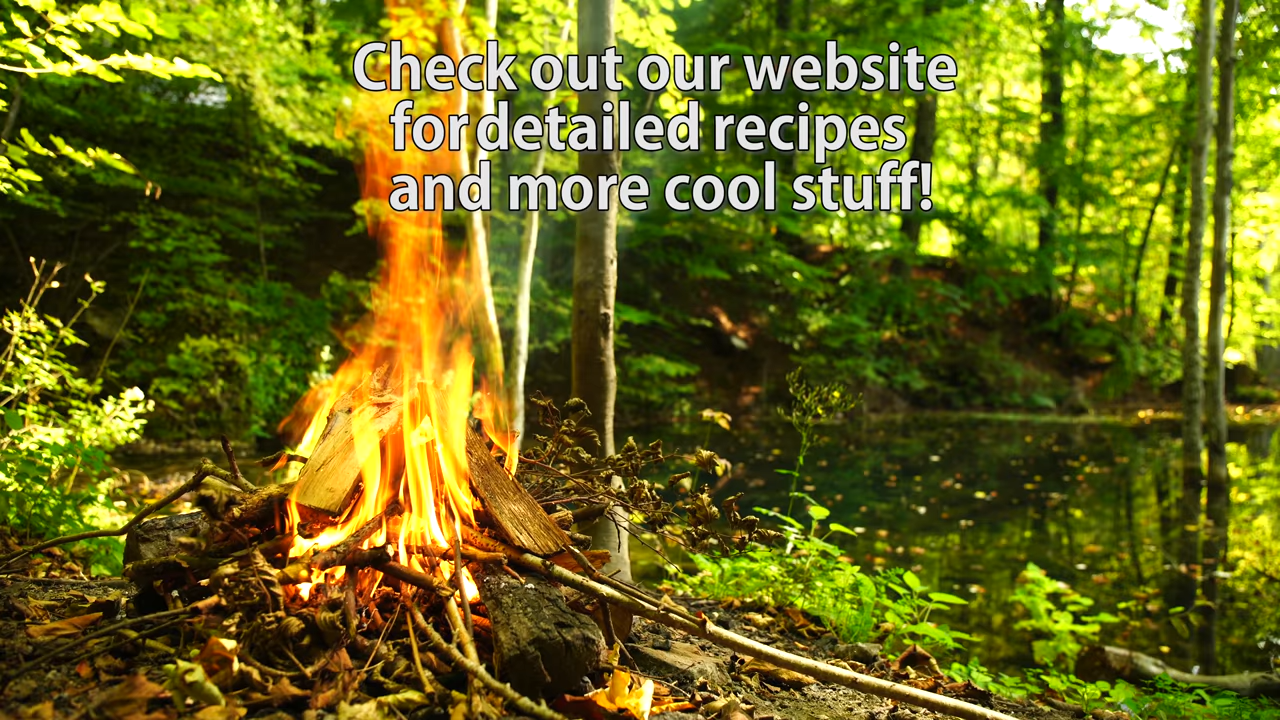 Check out our website
for detailed recipes
and more cool stuff!